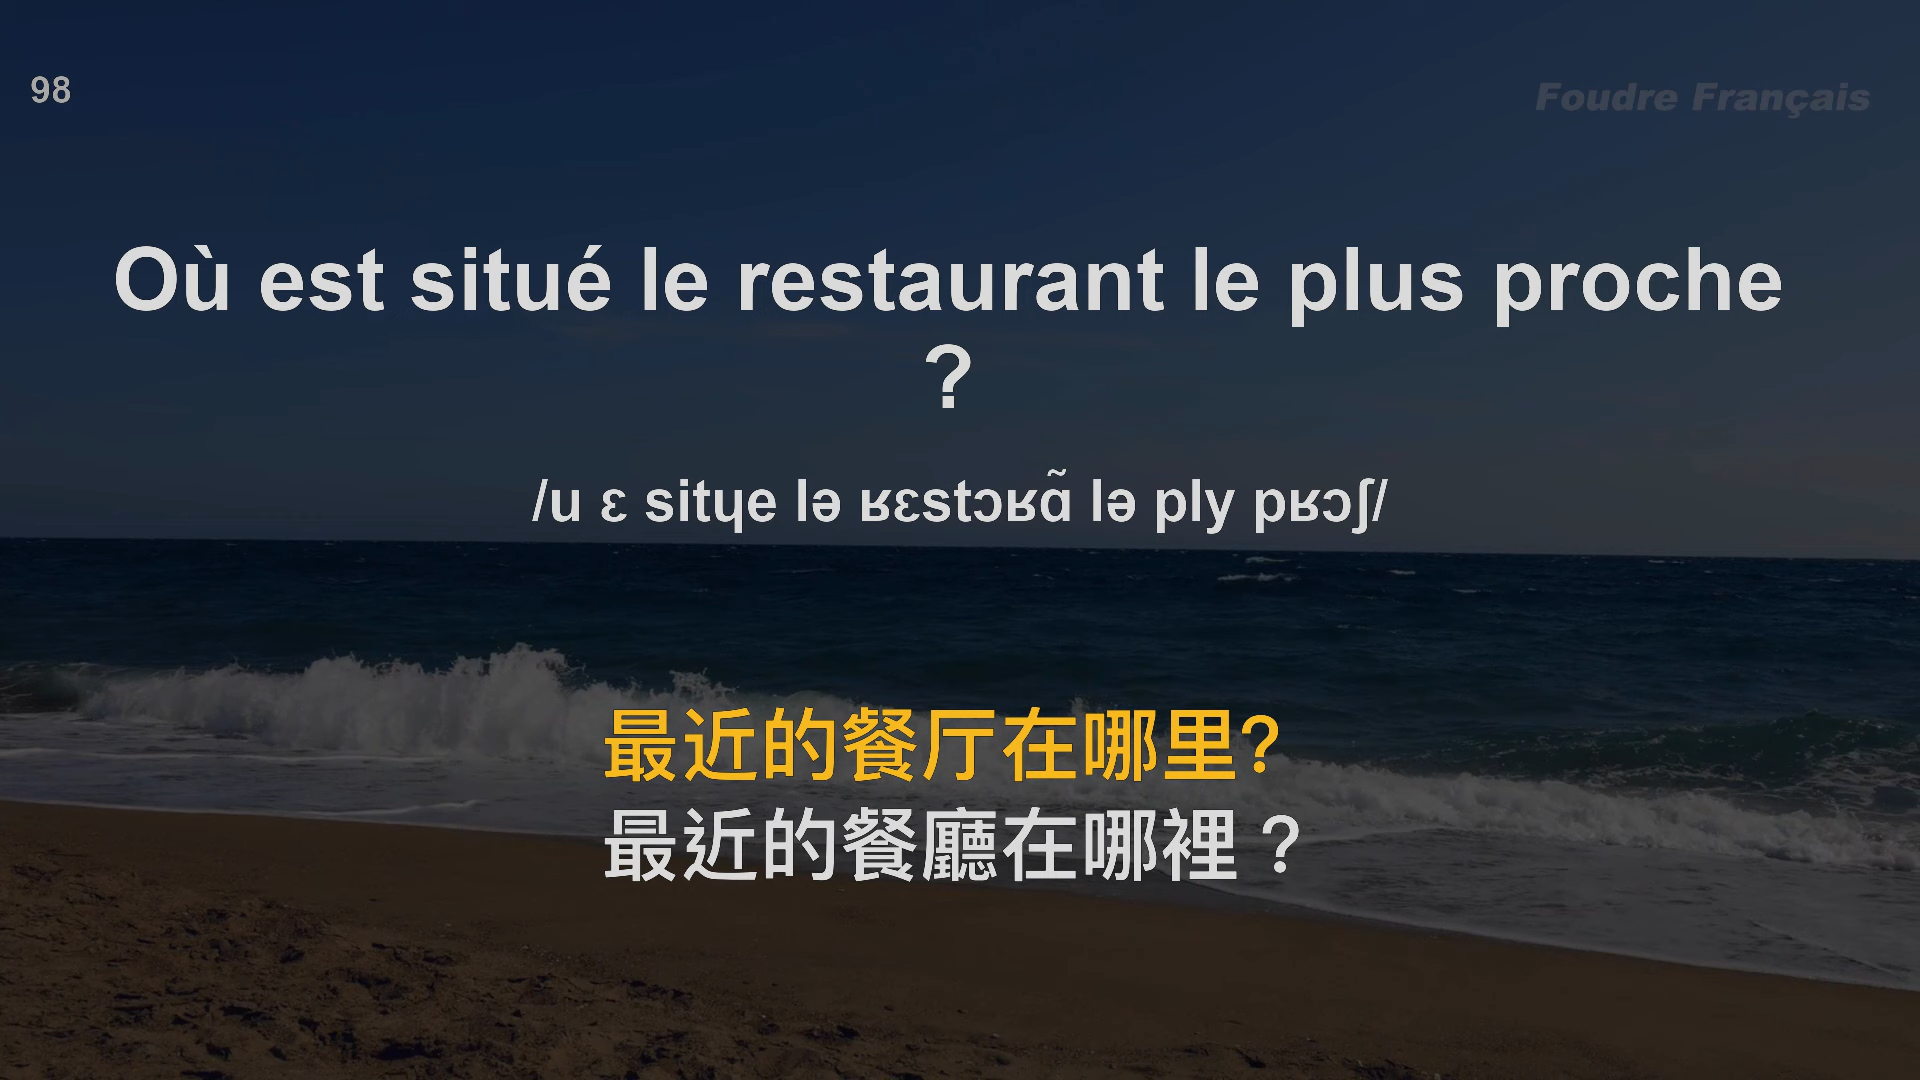 98
Foudre Français
Où est situé le restaurant le plus proche
?
/u ɛ sitɥe lə ʁɛstɔʁɑ̃ lə ply pʁɔʃ/
最近的餐厅在哪里?
最近的餐廳在哪裡？